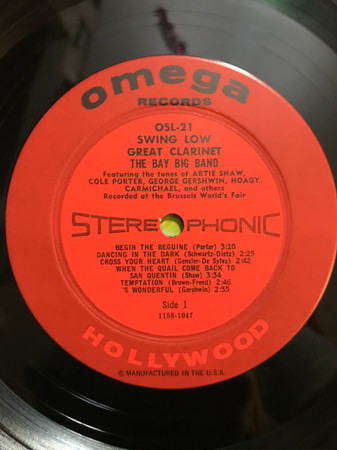 omega
RECORDS
OSL-21
SWING LOW
GREAT CLARINET
THE BAY BIG BAND
Featuring the tunes of ARTIE SHAW,
COLE PORTER, GEORGE GERSHWIN, HOAGY
CARMICHAEL, and others
Recorded at the Brussels World's Fair
STEREOPHONIC
BEGIN THE BEGUINE (Porter) 3:10
DANCING IN THE DARK (Schwartz-Dietz) 2:25
CROSS YOUR HEART (Gensler-De Sylva) 2:42
WHEN THE QUAIL COME BACK TO
SAN QUENTIN (Shaw) 3:34
TEMPTATION (Brown-Freed) 2:46
'S WONDERFUL (Gershwin) 2:35
Side 1
1158-1047
HOLLYWOOD
© MANUFACTURED IN THE U.S.A.